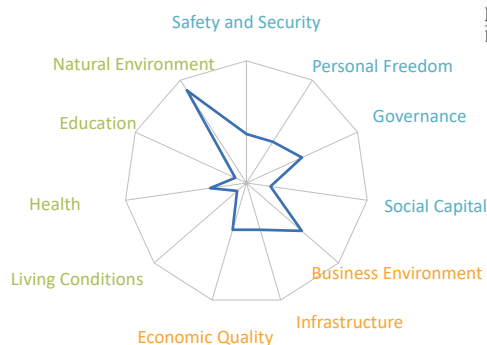 Safety and Security
Natural Environment
Personal Freedom
Education
Governance
Health
Social Capital
Living Conditions
Business Environment
Infrastructure
Economic Quality